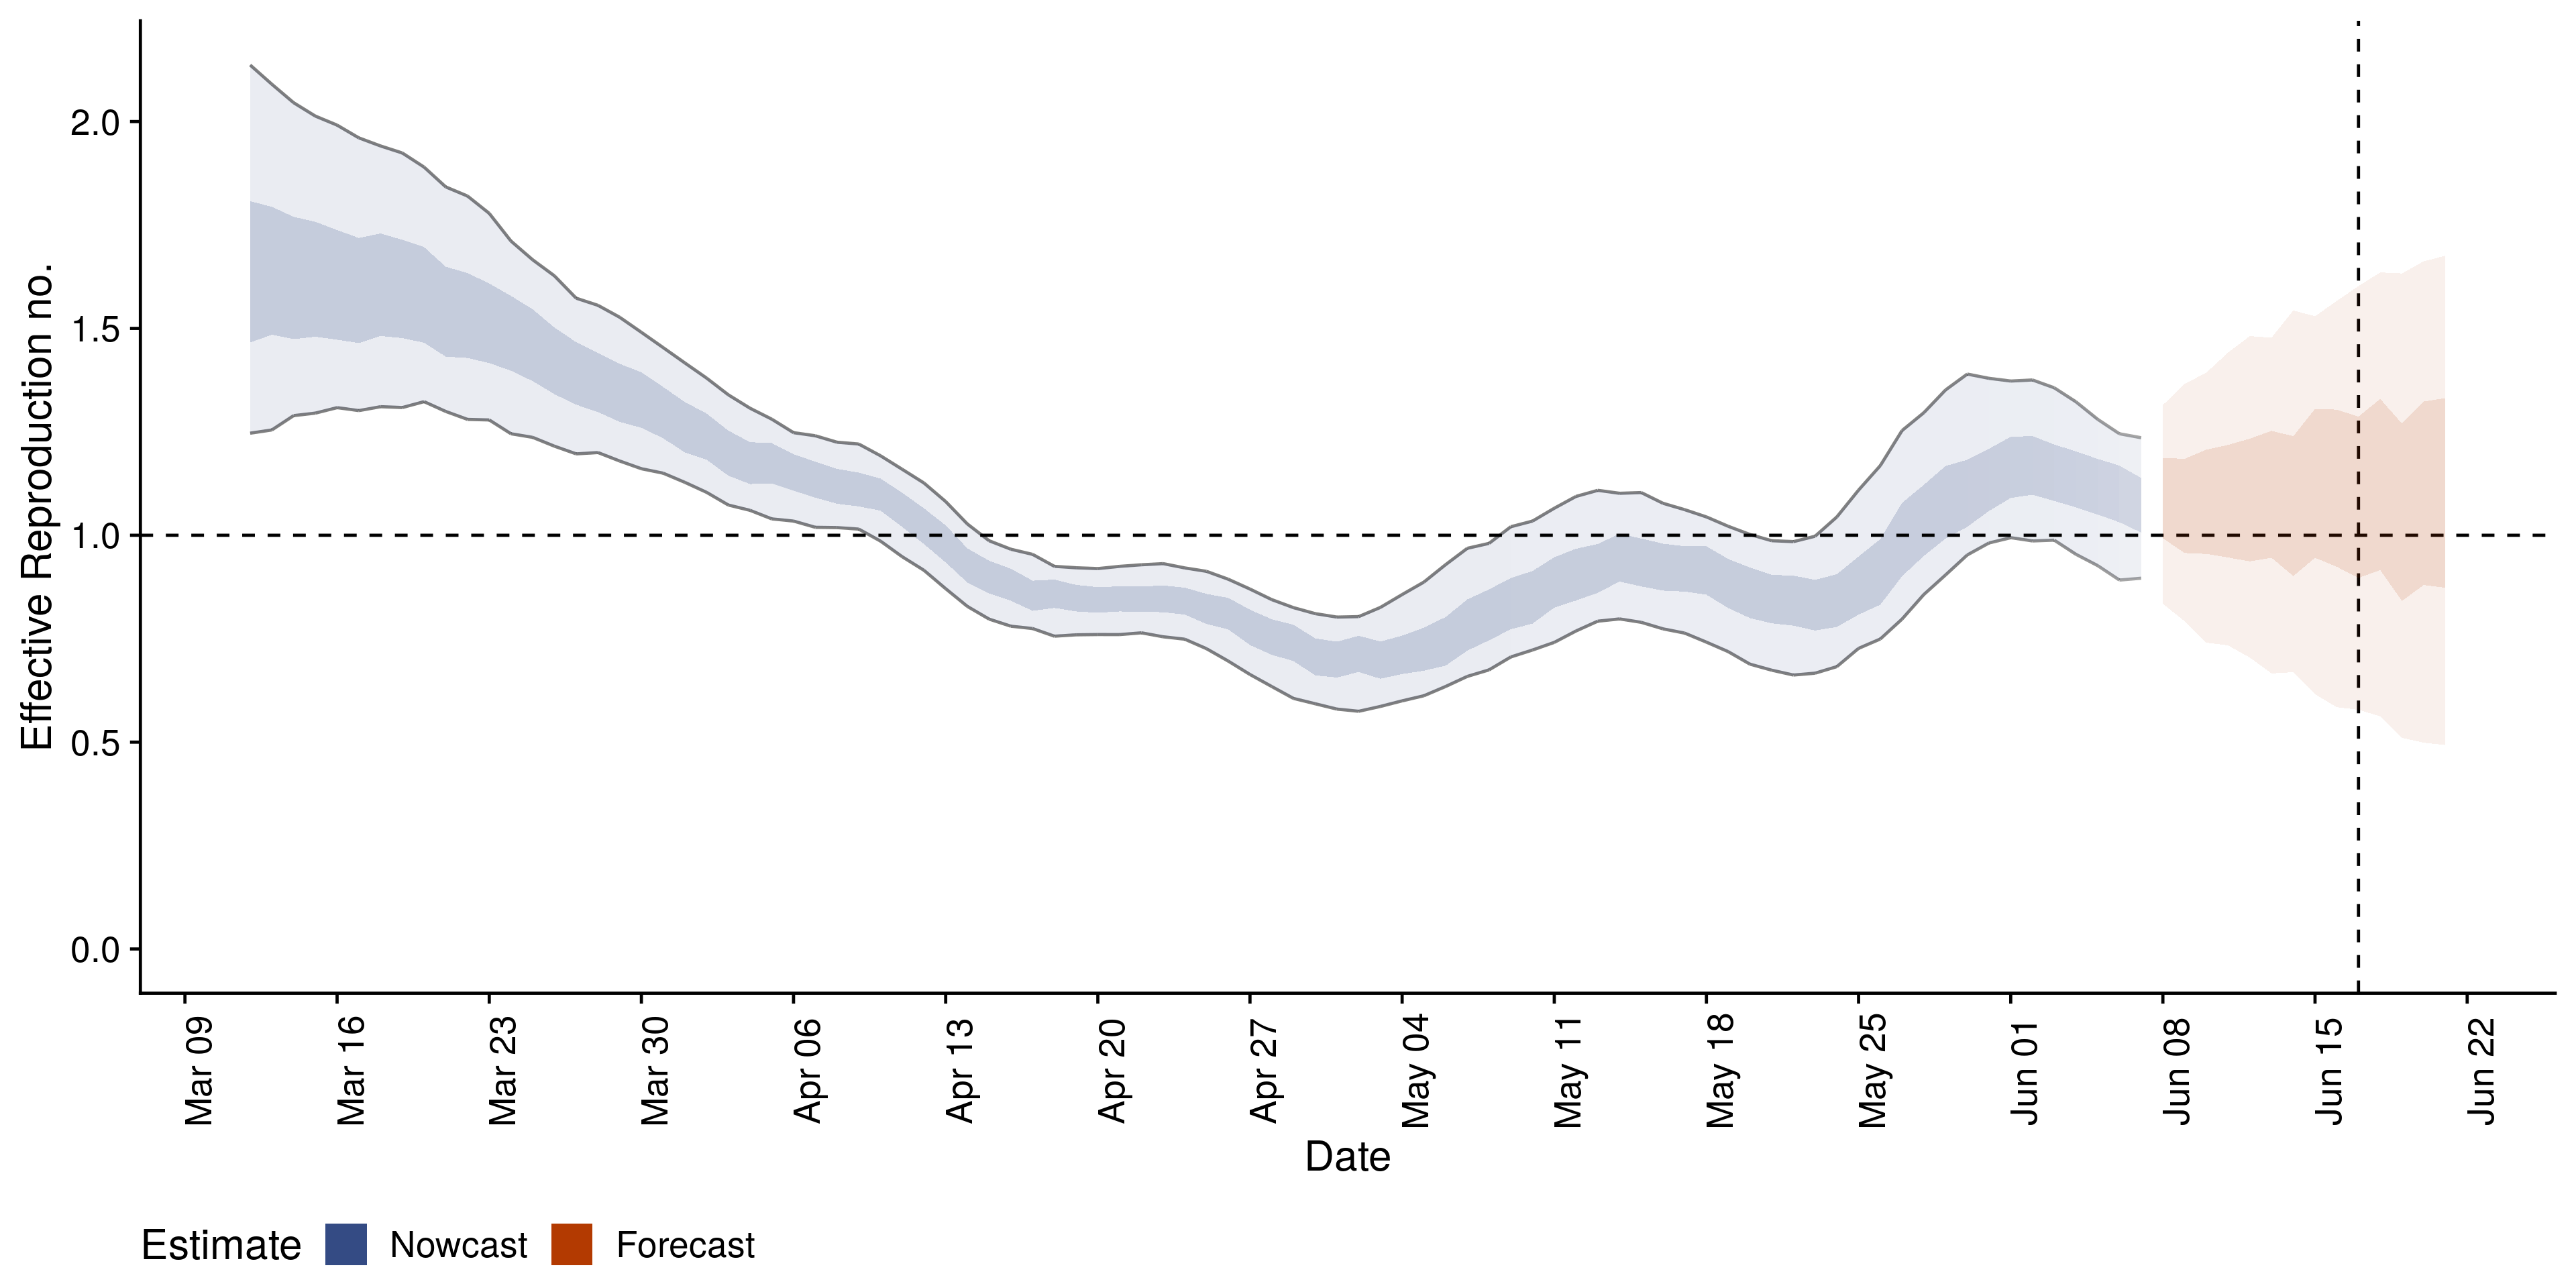 Effective Reproduction no.
2.0
1.5
1.0
0.5
0.0
Mar 09
Mar 16
Mar 23
Mar 30
Apr 06
Apr 13
Apr 20
Apr 27
May 04
May 11
May 18
May 25
Jun 01
Jun 08
Jun 15
Jun 22
Date
Estimate Nowcast Forecast